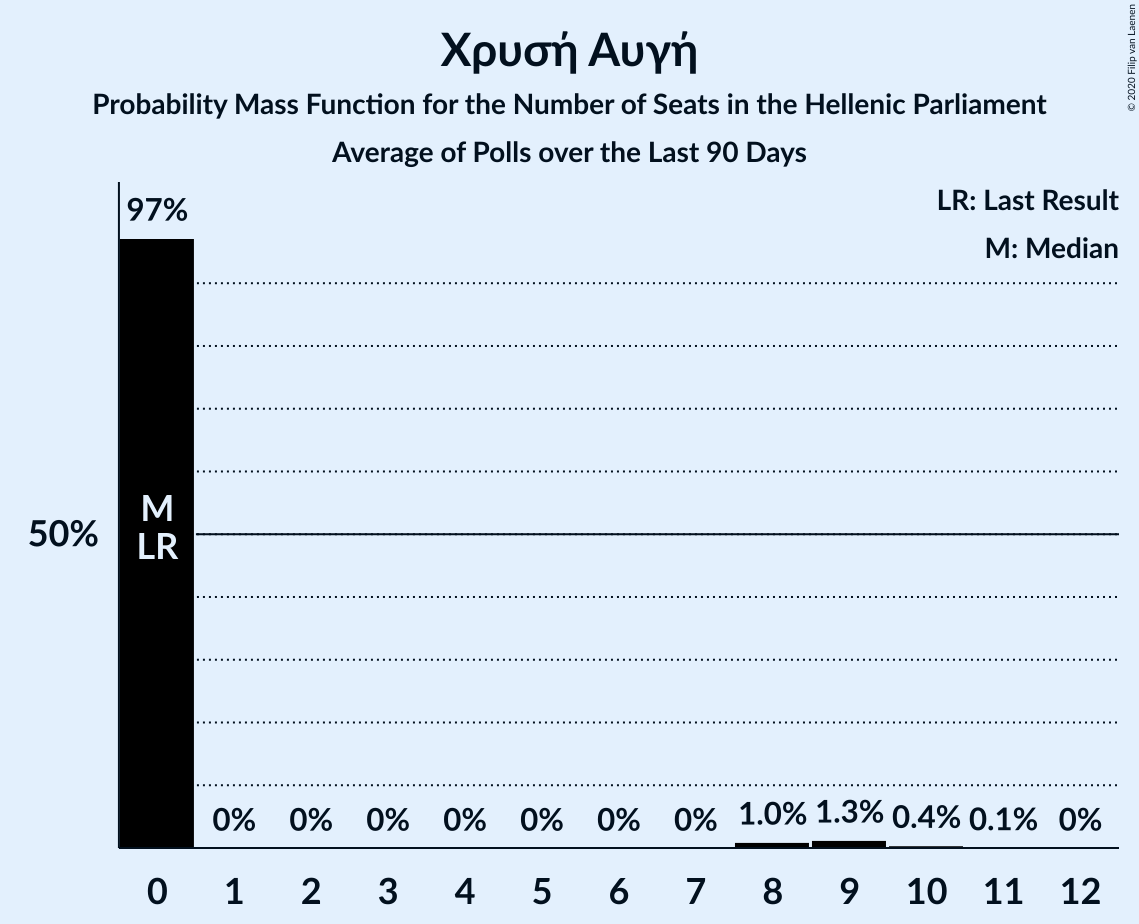 Χρυσή Αυγή
Probability Mass Function for the Number of Seats in the Hellenic Parliament
Average of Polls over the Last 90 Days
© 2020 Filip van Laenen
LR: Last Result
M: Median
97%
M
LR
50%
0% 0% 0% 0% 0% 0% 0% 1.0% 1.3% 0.4% 0.1% 0%
0 1 2 3 4 5 6 7 8 9 10 11 12